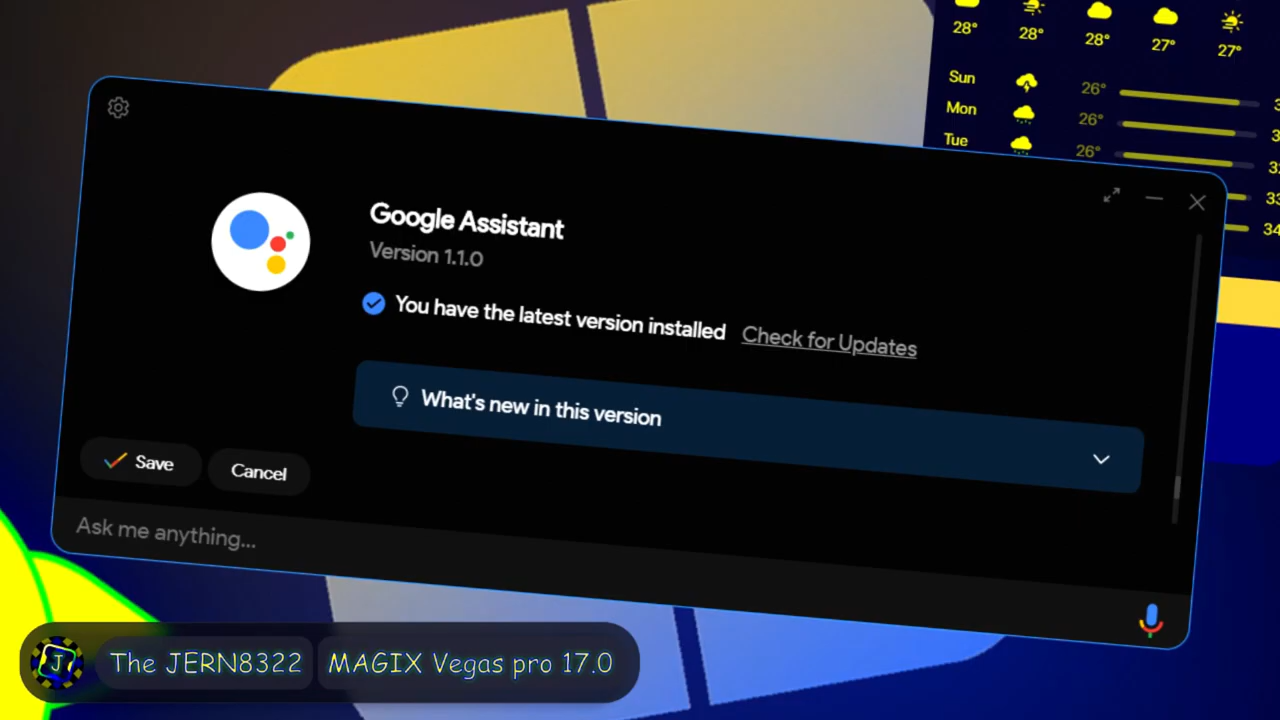 28° 28° 28° 27° 27°
Sun 26°
Mon 26°
Tue 26°
34
Google Assistant
Version 1.1.0
You have the latest version installed Check for Updates
What's new in this version
Save Cancel
Ask me anything...
J The JERN8322 MAGIX Vegas pro 17.0